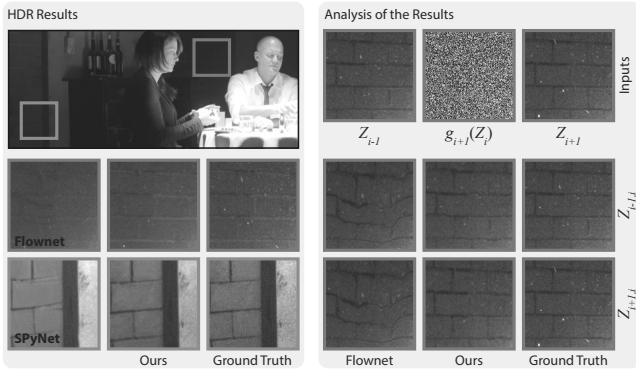 HDR Results
Analysis of the Results
Inputs
Z_{i-1}
g_{i+1}(Z_i)
Z_{i+1}
Flownet
Z_{i-1,i}
SPyNet
Z_{i+1,i}
Ours
Ground Truth
Flownet
Ours
Ground Truth